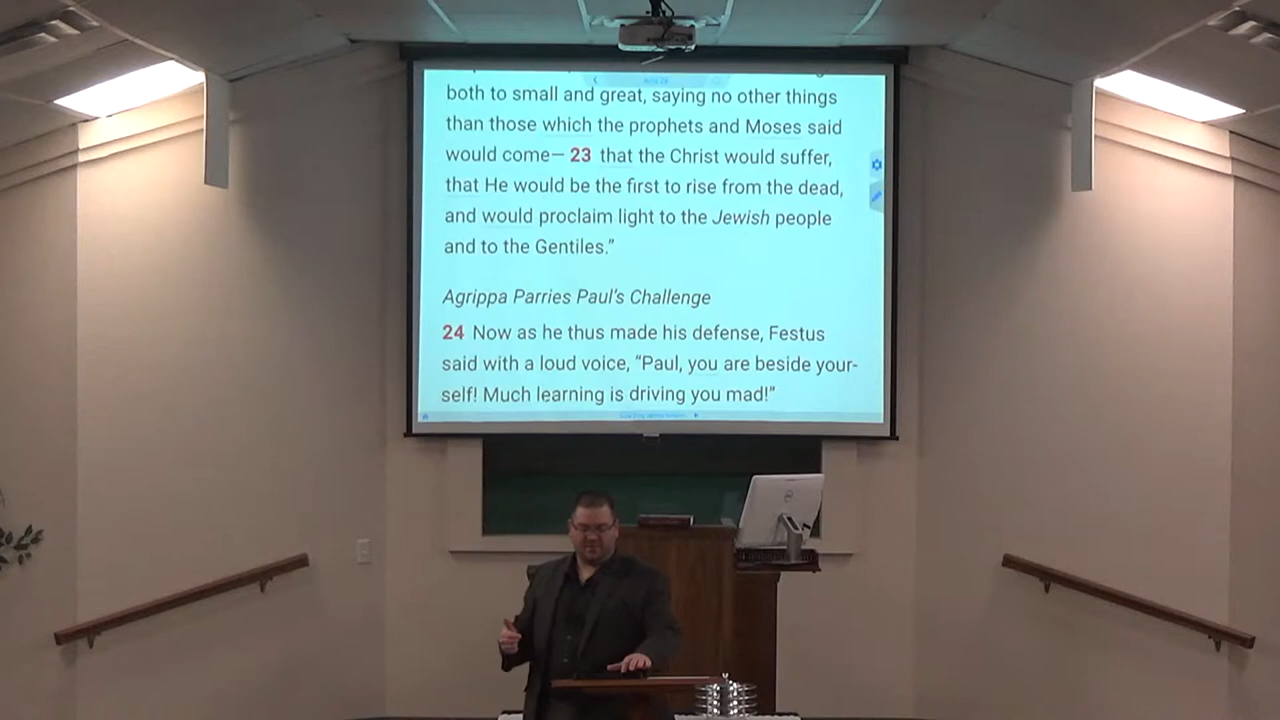 both to small and great, saying no other things
than those which the prophets and Moses said
would come— 23 that the Christ would suffer,
that He would be the first to rise from the dead,
and would proclaim light to the Jewish people
and to the Gentiles.”
Agrippa Parries Paul’s Challenge
24 Now as he thus made his defense, Festus
said with a loud voice, “Paul, you are beside your-
self! Much learning is driving you mad!”